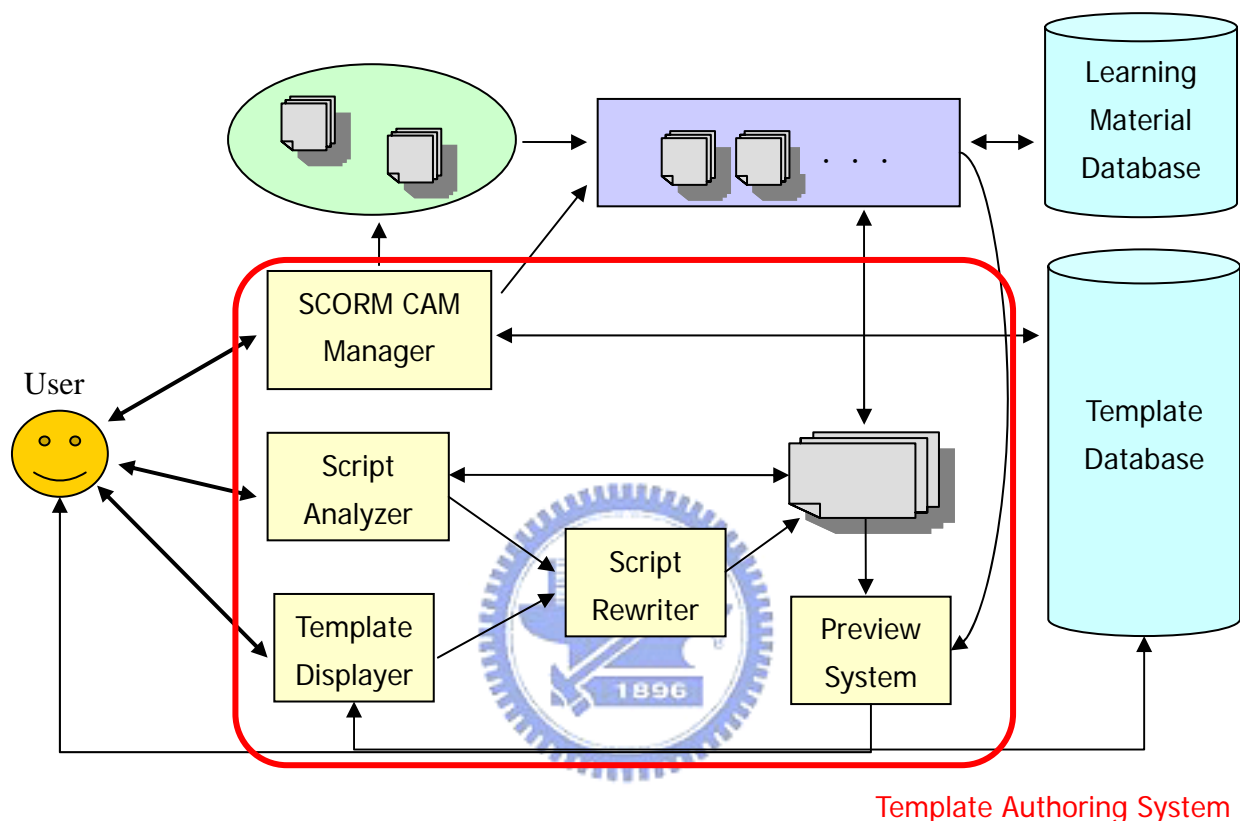 Learning
Material
Database
. . .
SCORM CAM
Manager
User
Template
Database
Script
Analyzer
Script
Rewriter
Template
Displayer
Preview
System
1896
Template Authoring System